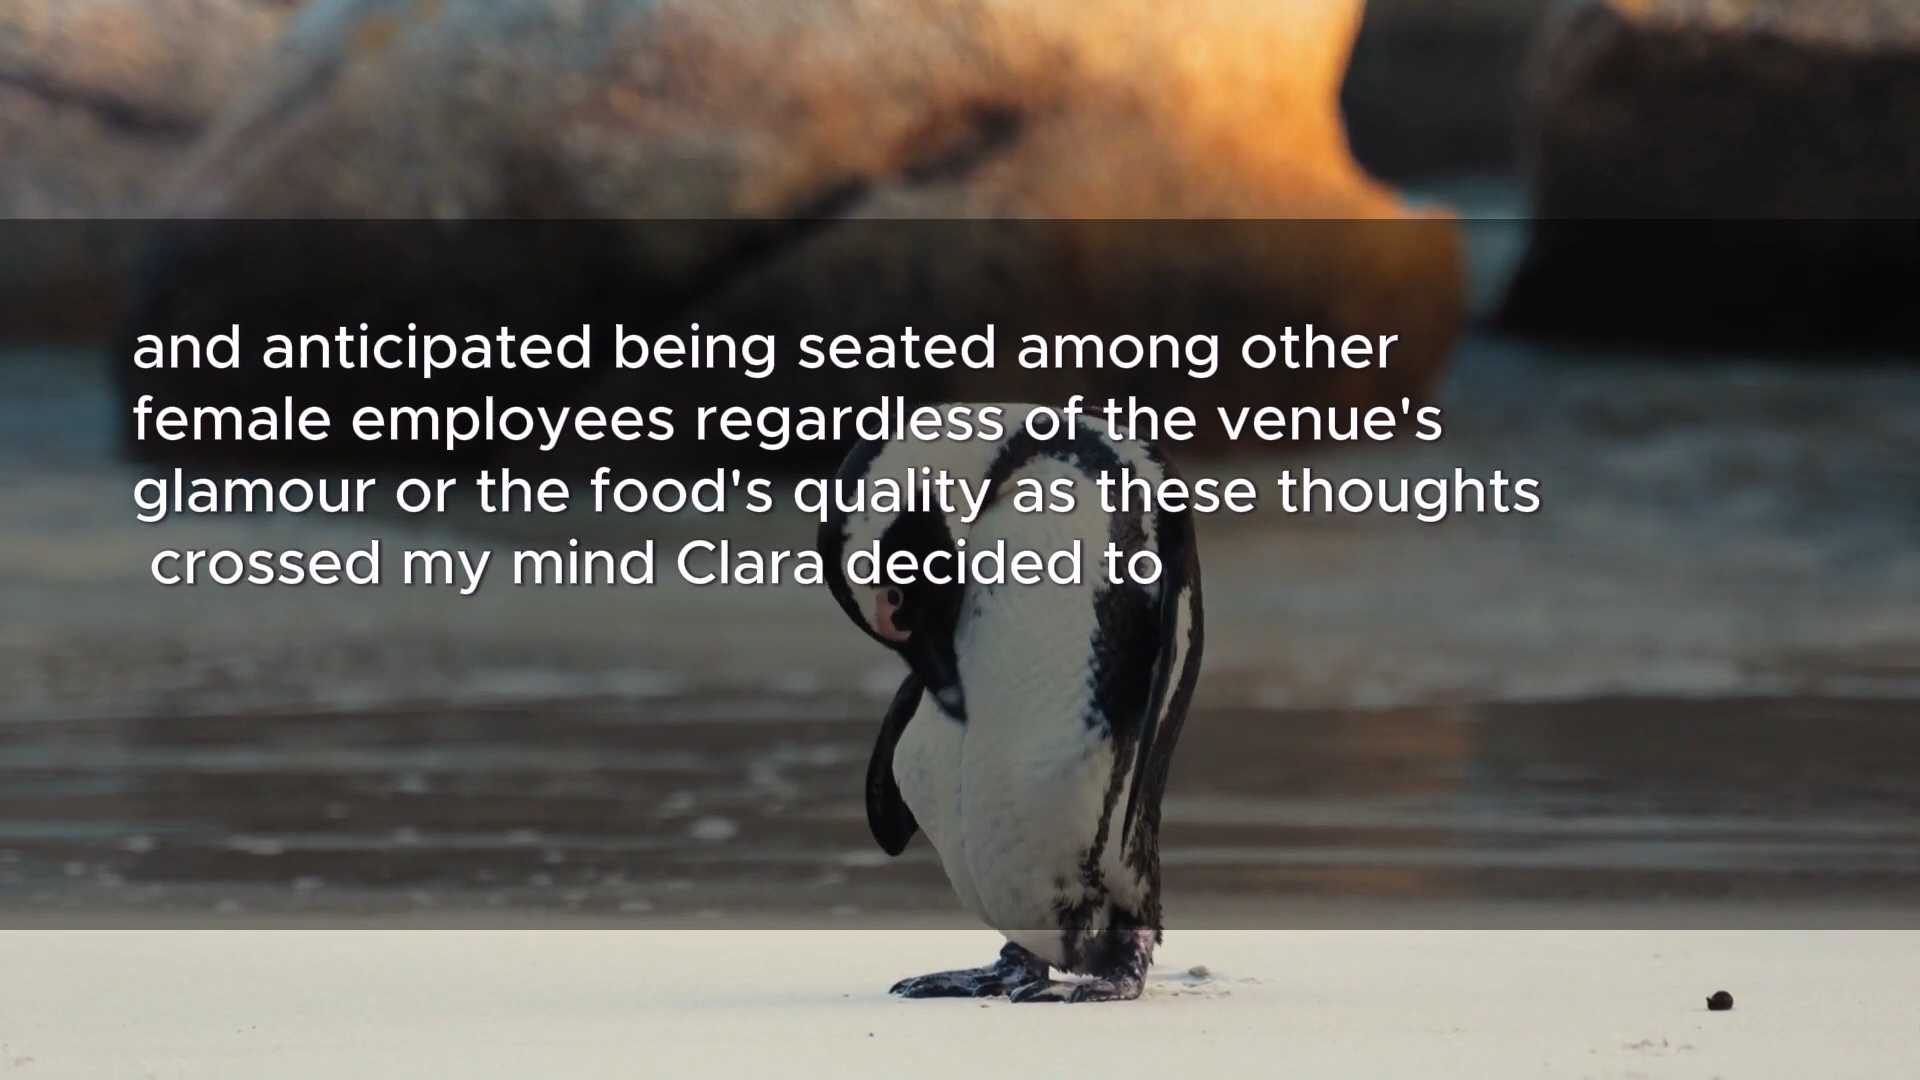 and anticipated being seated among other
female employees regardless of the venue's
glamour or the food's quality as these thoughts
crossed my mind Clara decided to